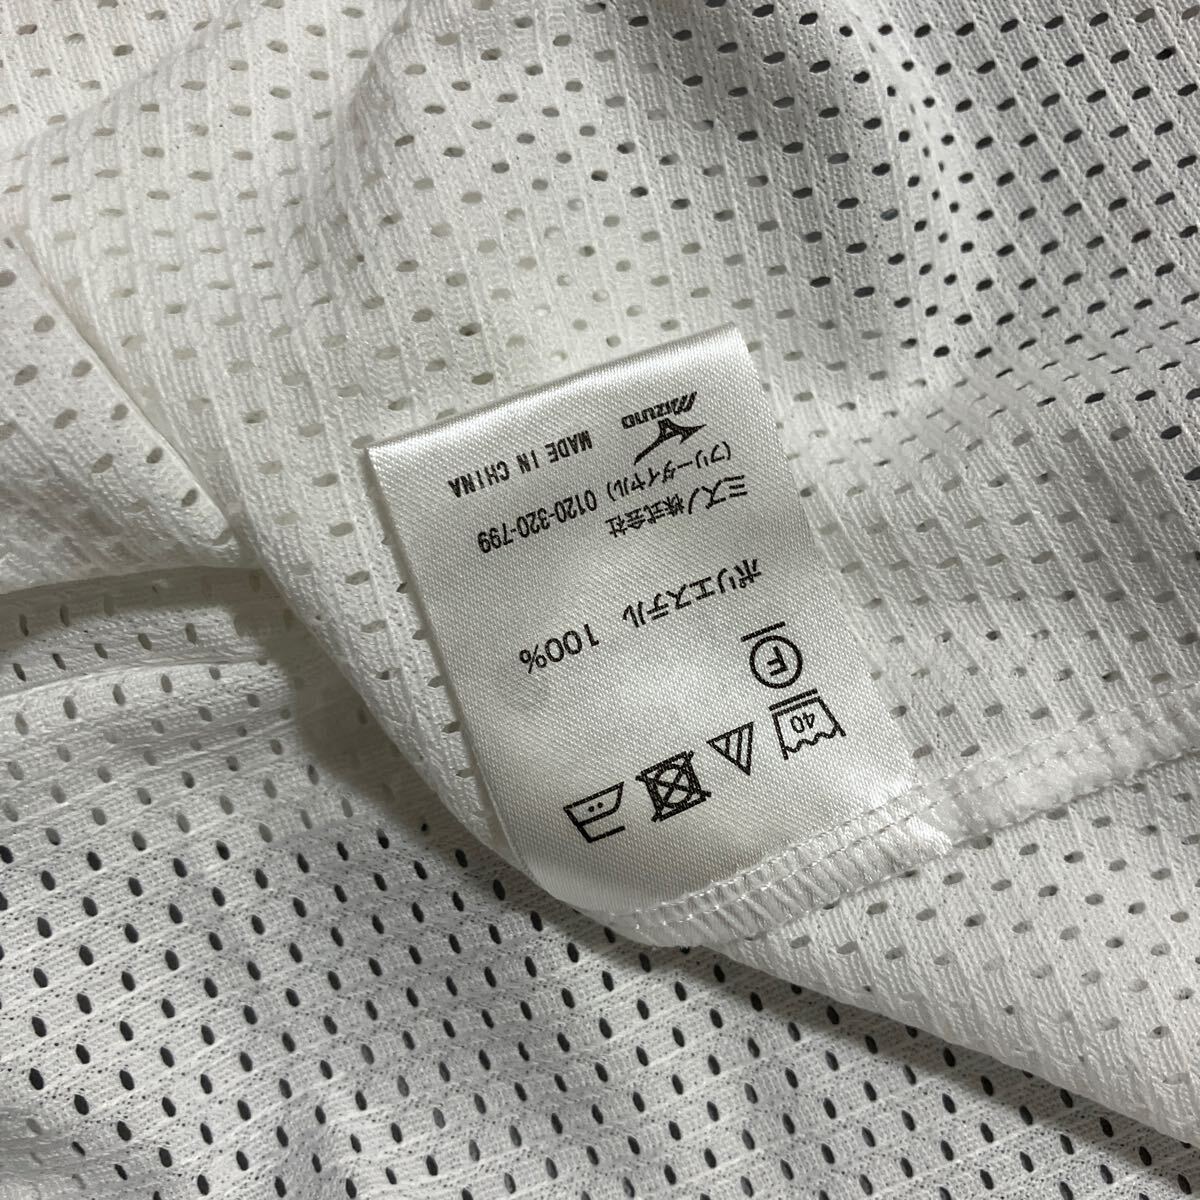 40
F
ポリエステル 100%
ミズノ株式会社
(フリーダイヤル) 0120-320-799
MIZUNO
MADE IN CHINA